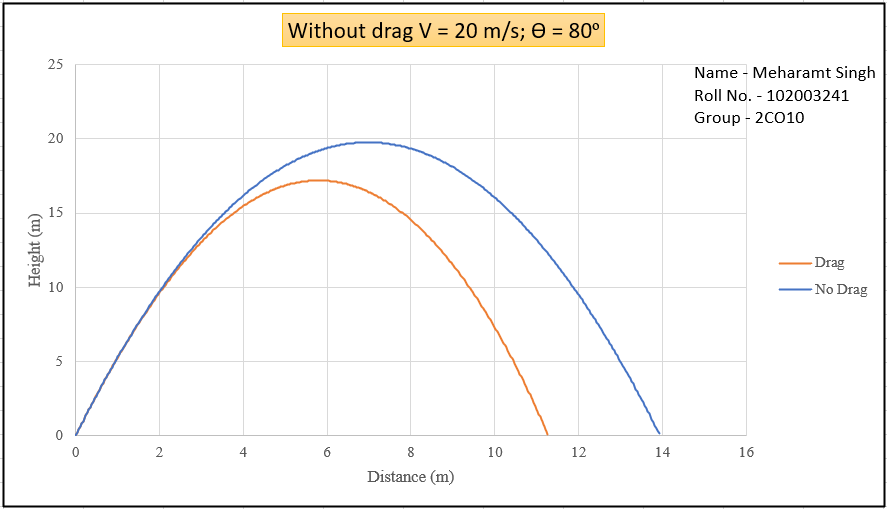 Without drag V = 20 m/s; Ɵ = 80º
Name - Meharamt Singh
Roll No. - 102003241
Group - 2CO10
25
20
15
10
5
0
Height (m)
0 2 4 6 8 10 12 14 16
Distance (m)
Drag
No Drag